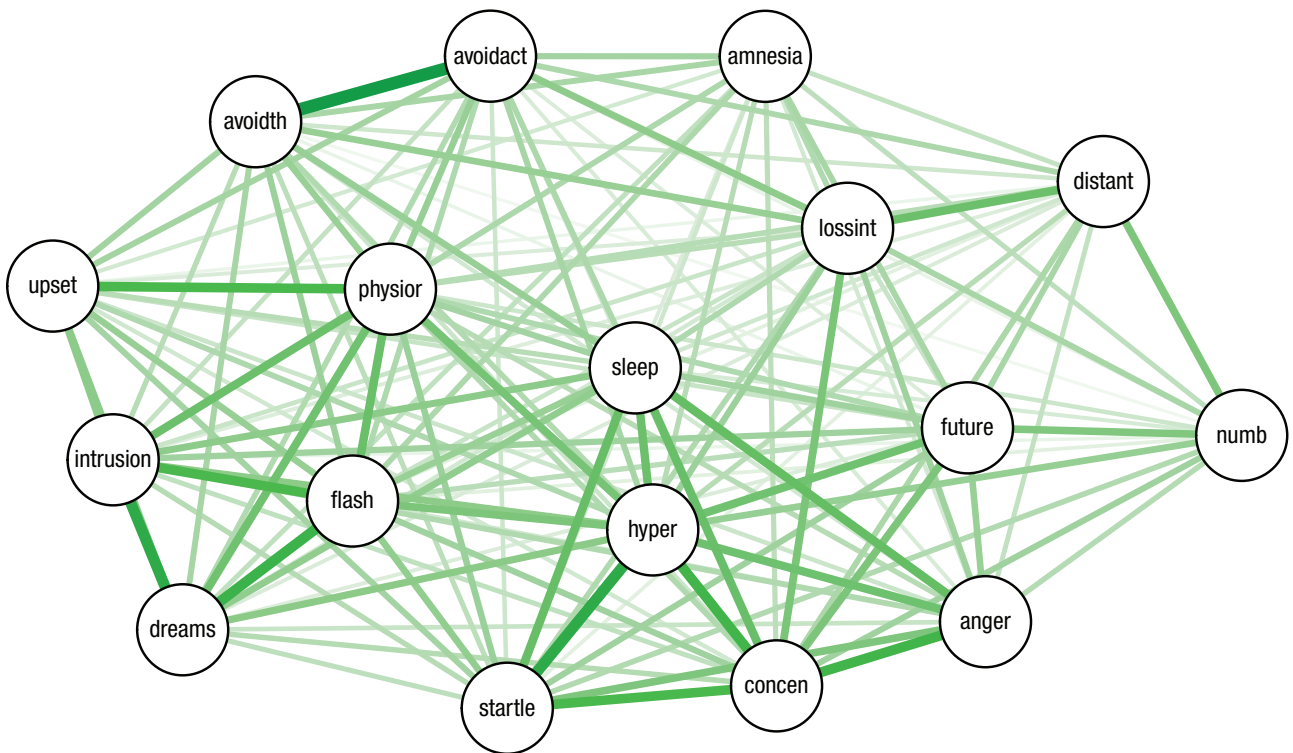 avoidact
amnesia
avoidth
distant
lossint
upset
physior
sleep
future
numb
intrusion
flash
hyper
dreams
anger
concen
startle